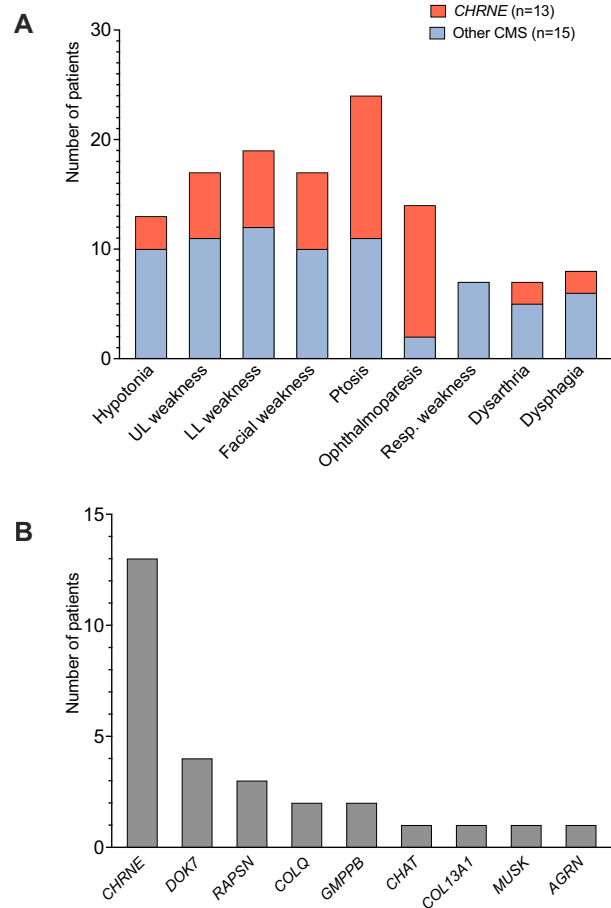 A
CHRNE (n=13)
Other CMS (n=15)
Number of patients
30
20
10
0
Hypotonia
UL weakness
LL weakness
Facial weakness
Ptosis
Ophthalmoparesis
Resp. weakness
Dysarthria
Dysphagia
B
Number of patients
15
10
5
0
CHRNE
DOK7
RAPSN
COLQ
GMPPB
CHAT
COL13A1
MUSK
AGRN